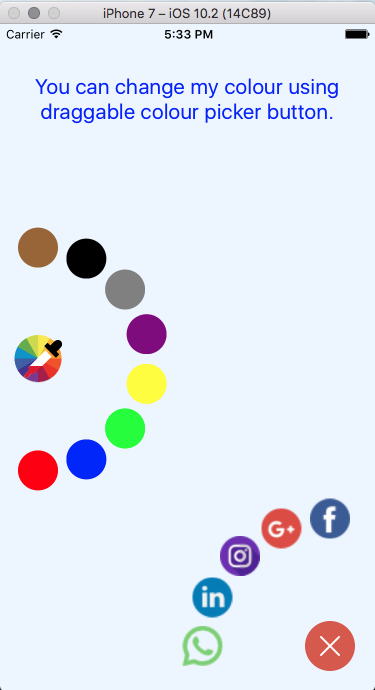 iPhone 7 – iOS 10.2 (14C89)
Carrier 5:33 PM
You can change my colour using
draggable colour picker button.
G+ f
in